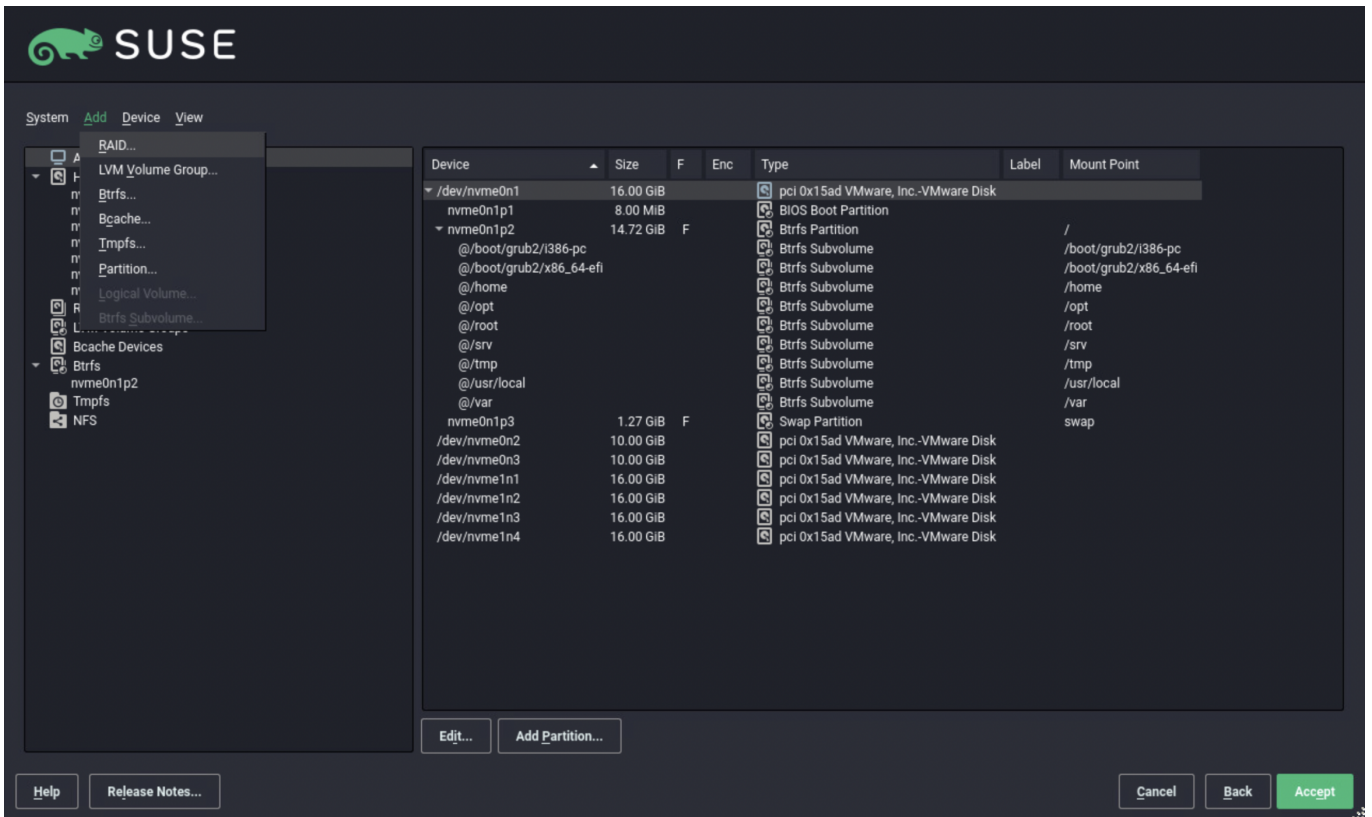 SUSE
System Add Device View
RAID...
LVM Volume Group...
Btrfs...
Bcache...
Tmpfs...
Partition...
Logical Volume...
Btrfs Subvolume...
Bcache Devices
Btrfs
nvme0n1p2
Tmpfs
NFS
Device Size F Enc Type Label Mount Point
/dev/nvme0n1 16.00 GiB pci 0x15ad VMware, Inc.-VMware Disk
nvme0n1p1 8.00 MiB BIOS Boot Partition
nvme0n1p2 14.72 GiB F Btrfs Partition /
@/boot/grub2/i386-pc Btrfs Subvolume /boot/grub2/i386-pc
@/boot/grub2/x86_64-efi Btrfs Subvolume /boot/grub2/x86_64-efi
@/home Btrfs Subvolume /home
@/opt Btrfs Subvolume /opt
@/root Btrfs Subvolume /root
@/srv Btrfs Subvolume /srv
@/tmp Btrfs Subvolume /tmp
@/usr/local Btrfs Subvolume /usr/local
@/var Btrfs Subvolume /var
nvme0n1p3 1.27 GiB F Swap Partition swap
/dev/nvme0n2 10.00 GiB pci 0x15ad VMware, Inc.-VMware Disk
/dev/nvme0n3 10.00 GiB pci 0x15ad VMware, Inc.-VMware Disk
/dev/nvme1n1 16.00 GiB pci 0x15ad VMware, Inc.-VMware Disk
/dev/nvme1n2 16.00 GiB pci 0x15ad VMware, Inc.-VMware Disk
/dev/nvme1n3 16.00 GiB pci 0x15ad VMware, Inc.-VMware Disk
/dev/nvme1n4 16.00 GiB pci 0x15ad VMware, Inc.-VMware Disk
Edit... Add Partition...
Help Release Notes... Cancel Back Accept